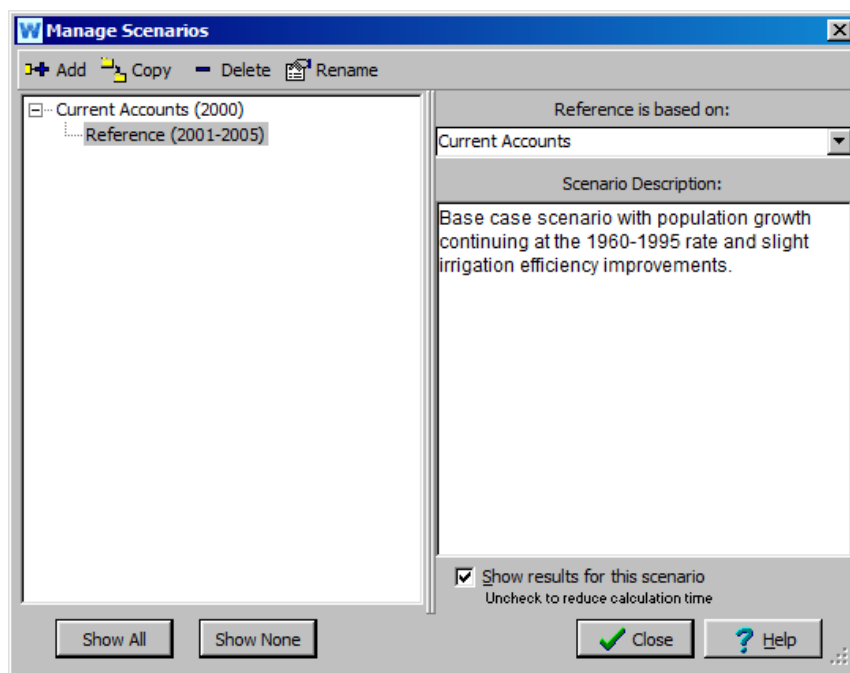 W Manage Scenarios
Add Copy Delete Rename
Current Accounts (2000)
Reference (2001-2005)
Reference is based on:
Current Accounts
Scenario Description:
Base case scenario with population growth
continuing at the 1960-1995 rate and slight
irrigation efficiency improvements.
Show results for this scenario
Uncheck to reduce calculation time
Show All Show None Close ? Help